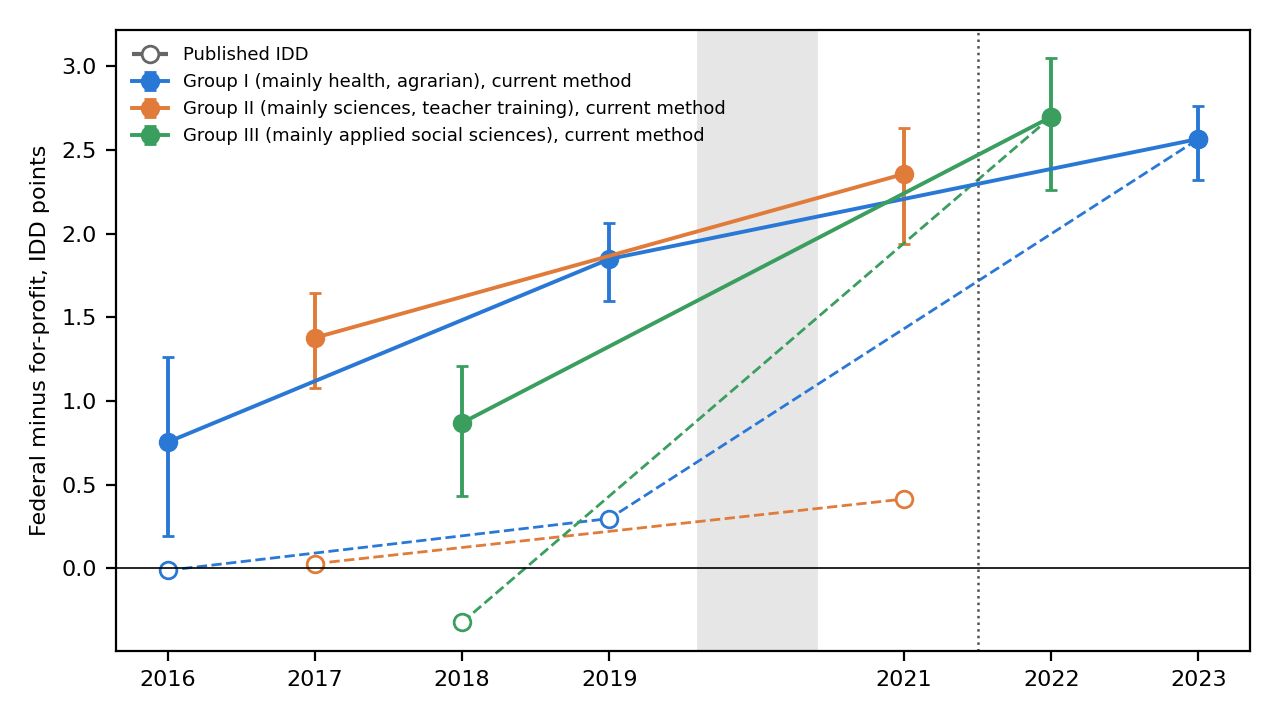 Published IDD
Group I (mainly health, agrarian), current method
Group II (mainly sciences, teacher training), current method
Group III (mainly applied social sciences), current method
Federal minus for-profit, IDD points
3.0
2.5
2.0
1.5
1.0
0.5
0.0
2016 2017 2018 2019 2021 2022 2023